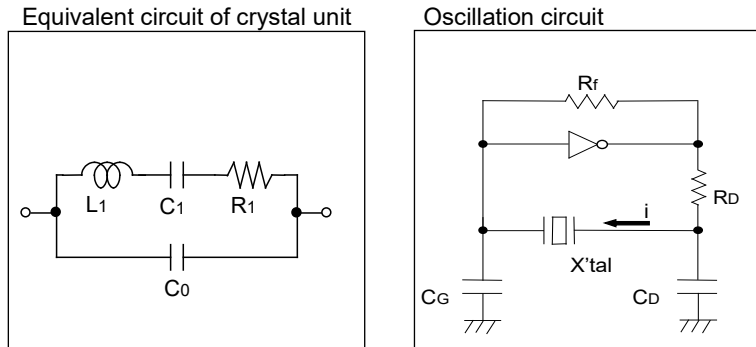 Equivalent circuit of crystal unit
L1
C1
R1
C0
Oscillation circuit
Rf
RD
i
X'tal
CG
CD